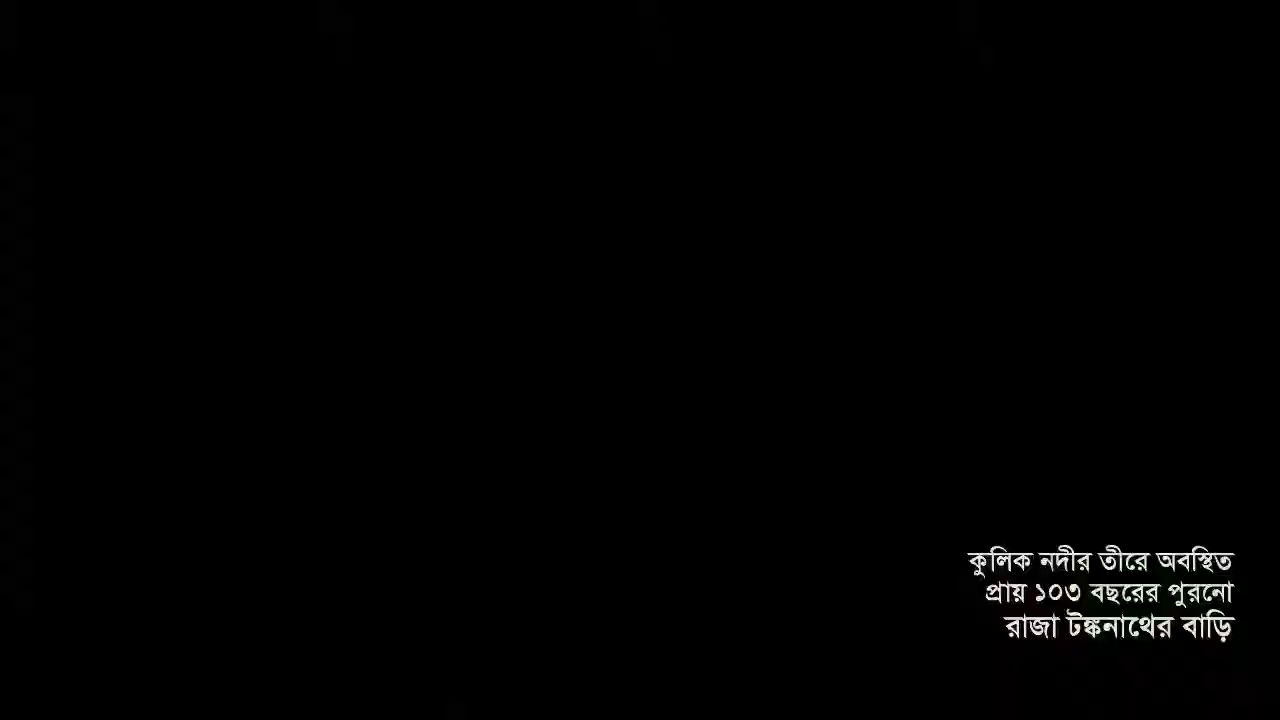 কুলিক নদীর তীরে অবস্থিত
প্রায় ১০৩ বছরের পুরনো
রাজা টঙ্কনাথের বাড়ি